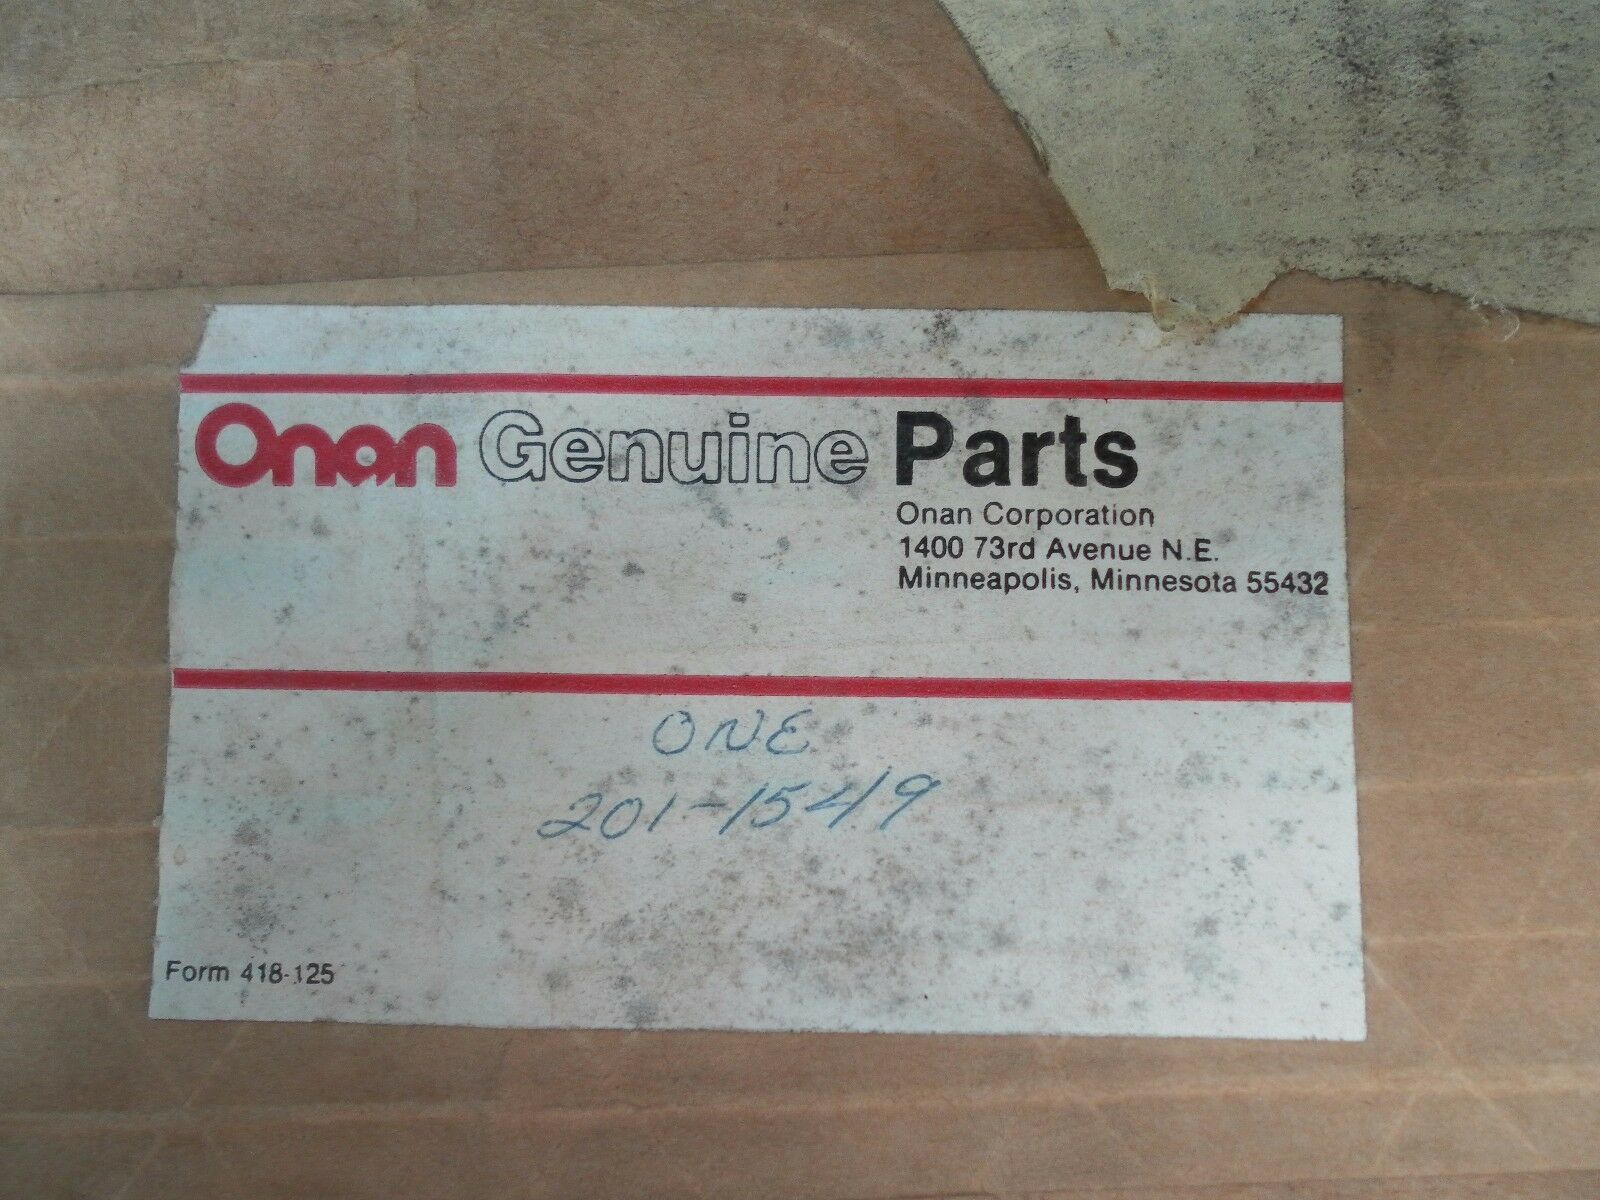 Onan Genuine Parts
Onan Corporation
1400 73rd Avenue N.E.
Minneapolis, Minnesota 55432
ONE
201-1549
Form 418-125